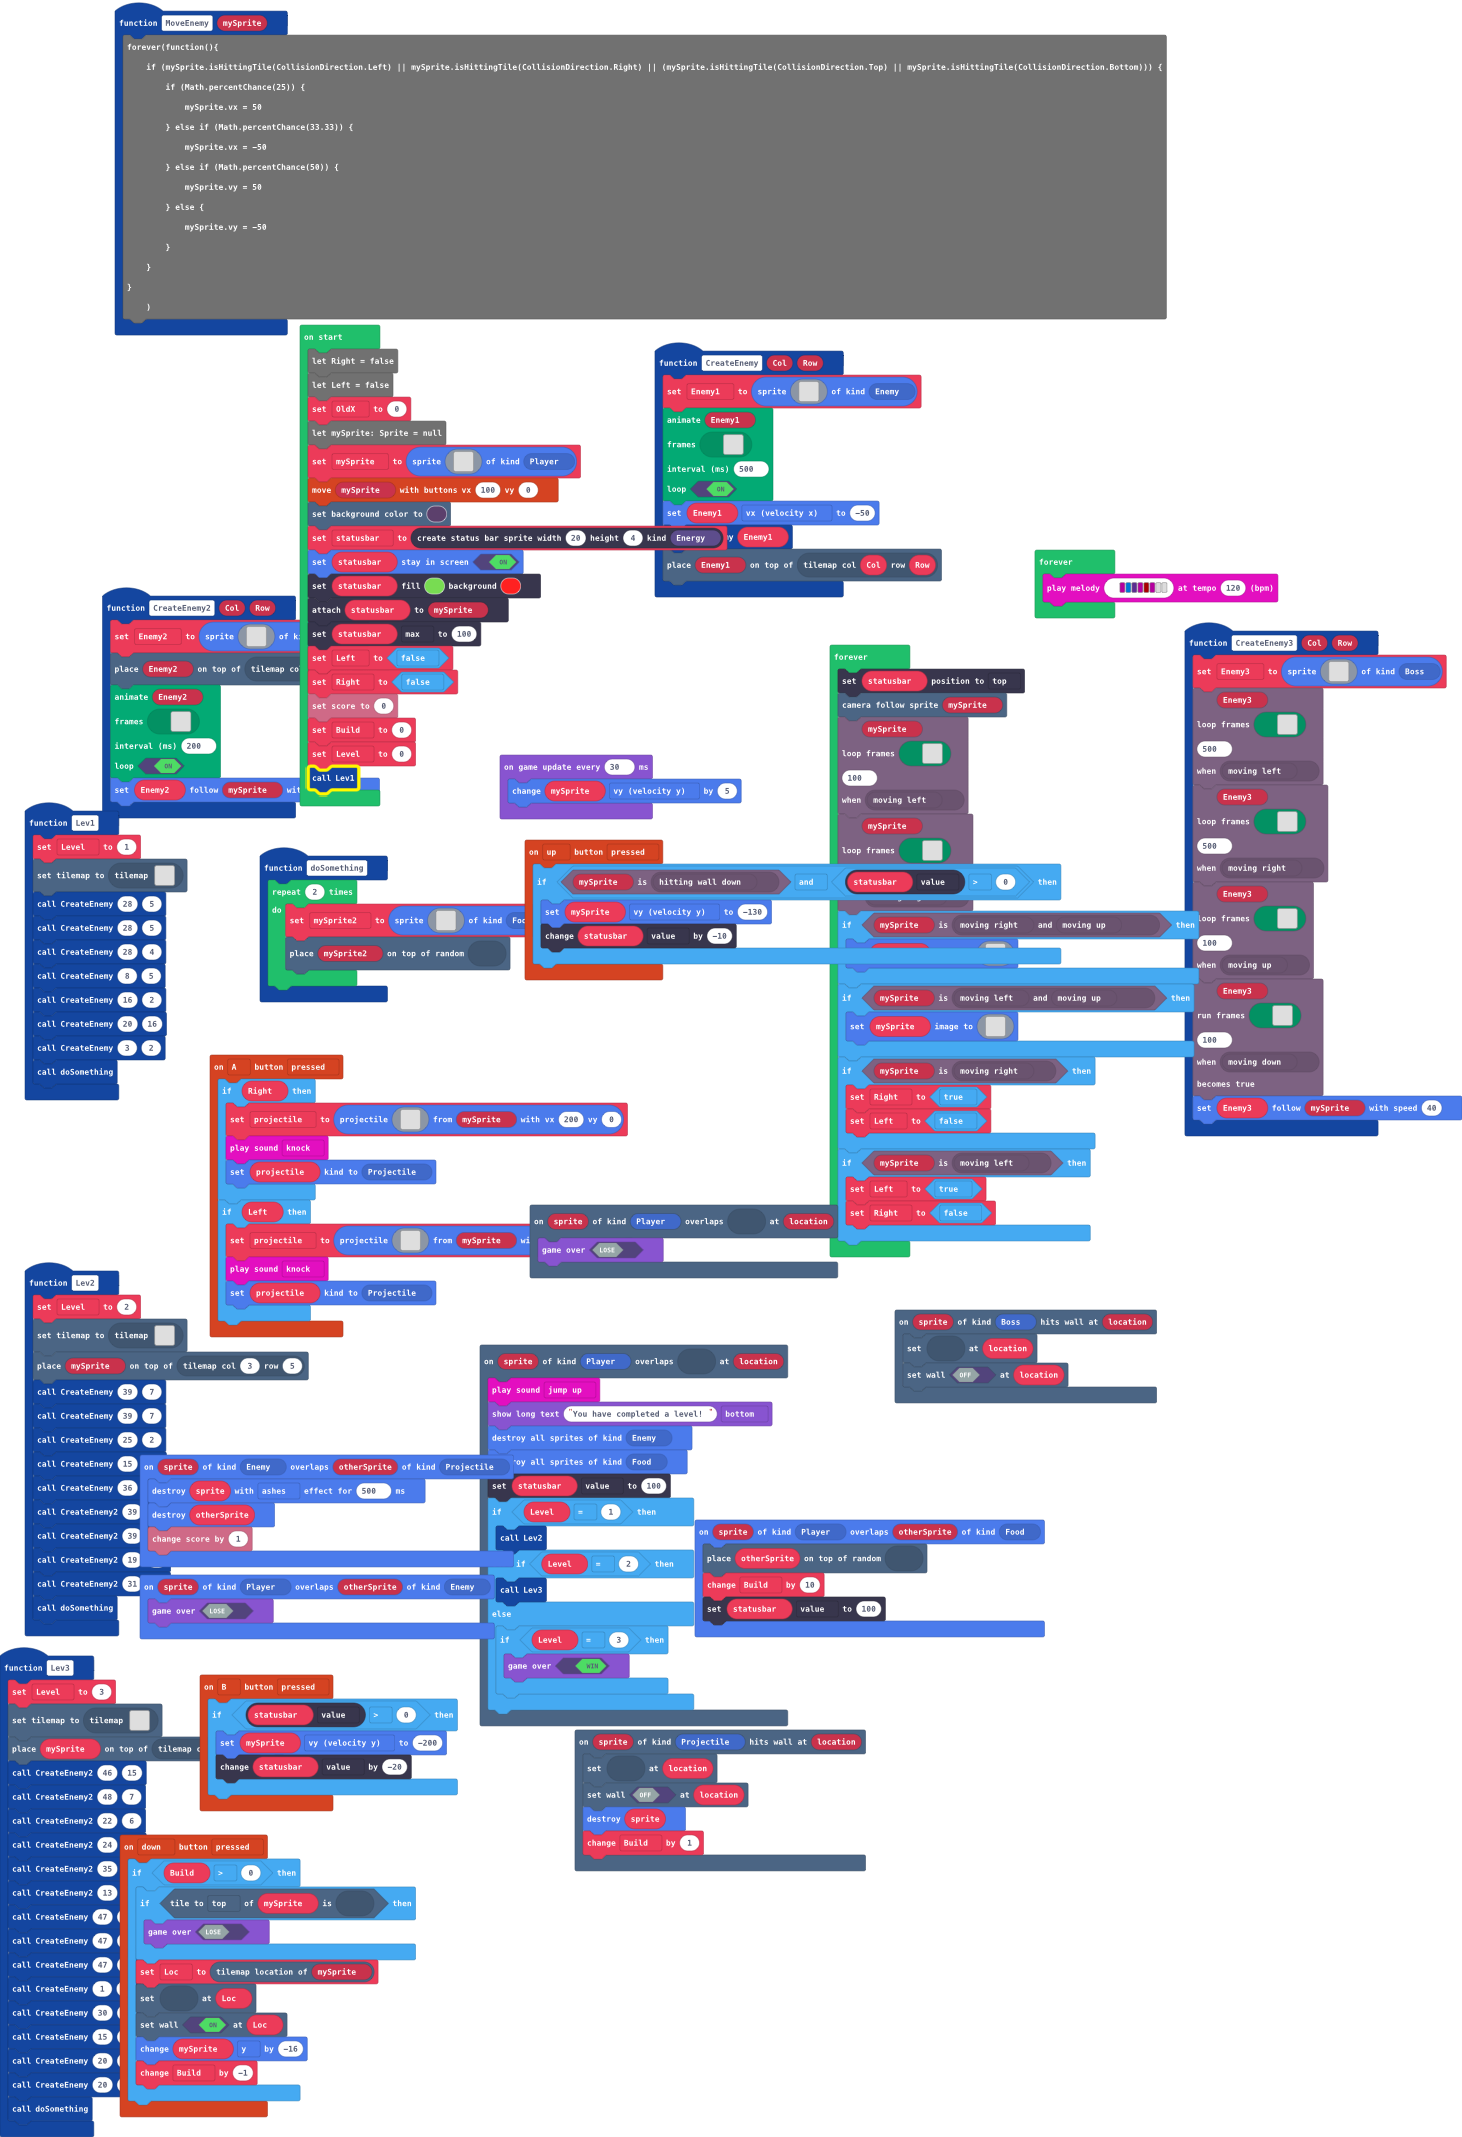 function MoveEnemy mySprite
forever(function(){
if (mySprite.isHittingTile(CollisionDirection.Left) || mySprite.isHittingTile(CollisionDirection.Right) || (mySprite.isHittingTile(CollisionDirection.Top) || mySprite.isHittingTile(CollisionDirection.Bottom))) {
if (Math.percentChance(25)) {
mySprite.vx = 50
} else if (Math.percentChance(33.33)) {
mySprite.vx = −50
} else if (Math.percentChance(50)) {
mySprite.vy = 50
} else {
mySprite.vy = −50
}
}
}
)
on start
let Right = false
let Left = false
set OldX to 0
let mySprite: Sprite = null
set mySprite to sprite of kind Player
move mySprite with buttons vx 100 vy 0
set background color to
set statusbar to create status bar sprite width 20 height 4 kind Energy
set statusbar stay in screen ON
set statusbar fill background
attach statusbar to mySprite
set statusbar max to 100
set Left to false
set Right to false
set score to 0
set Build to 0
set Level to 0
call Lev1
function CreateEnemy Col Row
set Enemy1 to sprite of kind Enemy
animate Enemy1
frames
interval (ms) 500
loop ON
set Enemy1 vx (velocity x) to −50
y Enemy1
place Enemy1 on top of tilemap col Col row Row
forever
play melody at tempo 120 (bpm)
function CreateEnemy2 Col Row
set Enemy2 to sprite of k
place Enemy2 on top of tilemap co
animate Enemy2
frames
interval (ms) 200
loop ON
set Enemy2 follow mySprite wit
function CreateEnemy3 Col Row
set Enemy3 to sprite of kind Boss
Enemy3
loop frames
500
when moving left
Enemy3
loop frames
500
when moving right
Enemy3
loop frames
100
when moving up
Enemy3
run frames
100
when moving down
becomes true
set Enemy3 follow mySprite with speed 40
forever
set statusbar position to top
camera follow sprite mySprite
mySprite
loop frames
100
when moving left
mySprite
loop frames
if mySprite is moving right and moving up then
if mySprite is moving left and moving up then
set mySprite image to
if mySprite is moving right then
set Right to true
set Left to false
if mySprite is moving left then
set Left to true
set Right to false
on game update every 30 ms
change mySprite vy (velocity y) by 5
function Lev1
set Level to 1
set tilemap to tilemap
call CreateEnemy 28 5
call CreateEnemy 28 5
call CreateEnemy 28 4
call CreateEnemy 8 5
call CreateEnemy 16 2
call CreateEnemy 20 16
call CreateEnemy 3 2
call doSomething
function doSomething
repeat 2 times
do
set mySprite2 to sprite of kind Foo
place mySprite2 on top of random
on up button pressed
if mySprite is hitting wall down and statusbar value > 0 then
set mySprite vy (velocity y) to −130
change statusbar value by −10
on A button pressed
if Right then
set projectile to projectile from mySprite with vx 200 vy 0
play sound knock
set projectile kind to Projectile
if Left then
set projectile to projectile from mySprite wi
play sound knock
set projectile kind to Projectile
on sprite of kind Player overlaps at location
game over LOSE
function Lev2
set Level to 2
set tilemap to tilemap
place mySprite on top of tilemap col 3 row 5
call CreateEnemy 39 7
call CreateEnemy 39 7
call CreateEnemy 25 2
call CreateEnemy 15
call CreateEnemy 36
call CreateEnemy2 39
call CreateEnemy2 39
call CreateEnemy2 19
call CreateEnemy2 31
call doSomething
on sprite of kind Boss hits wall at location
set at location
set wall OFF at location
on sprite of kind Player overlaps at location
play sound jump up
show long text "You have completed a level! " bottom
destroy all sprites of kind Enemy
oy all sprites of kind Food
set statusbar value to 100
if Level = 1 then
call Lev2
if Level = 2 then
call Lev3
else
if Level = 3 then
game over WIN
on sprite of kind Enemy overlaps otherSprite of kind Projectile
destroy sprite with ashes effect for 500 ms
destroy otherSprite
change score by 1
on sprite of kind Player overlaps otherSprite of kind Enemy
game over LOSE
on sprite of kind Player overlaps otherSprite of kind Food
place otherSprite on top of random
change Build by 10
set statusbar value to 100
function Lev3
set Level to 3
set tilemap to tilemap
place mySprite on top of tilemap c
call CreateEnemy2 46 15
call CreateEnemy2 48 7
call CreateEnemy2 22 6
call CreateEnemy2 24
call CreateEnemy2 35
call CreateEnemy2 13
call CreateEnemy 47
call CreateEnemy 47
call CreateEnemy 47
call CreateEnemy 1
call CreateEnemy 30
call CreateEnemy 15
call CreateEnemy 20
call CreateEnemy 20
call doSomething
on B button pressed
if statusbar value > 0 then
set mySprite vy (velocity y) to −200
change statusbar value by −20
on sprite of kind Projectile hits wall at location
set at location
set wall OFF at location
destroy sprite
change Build by 1
on down button pressed
if Build > 0 then
if tile to top of mySprite is then
game over LOSE
set Loc to tilemap location of mySprite
set at Loc
set wall ON at Loc
change mySprite y by −16
change Build by −1